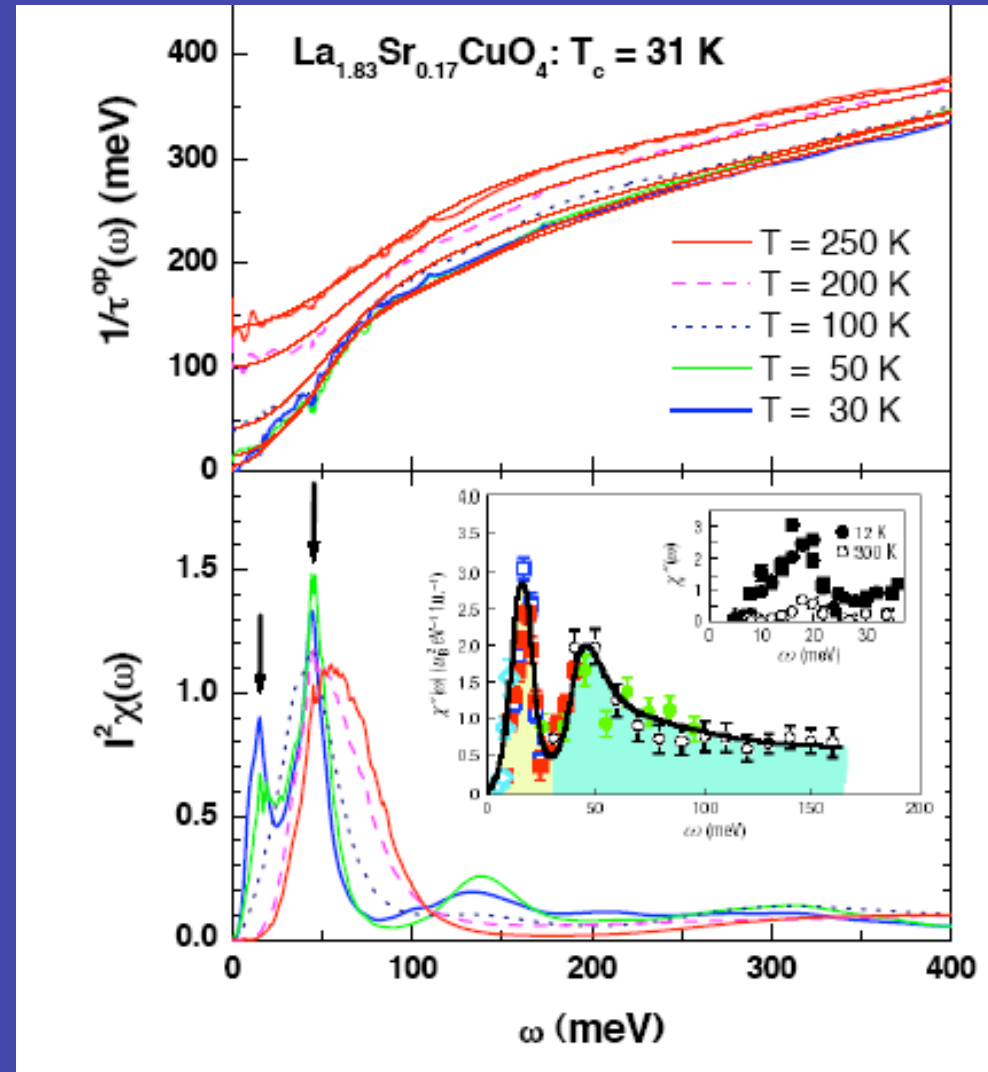 La1.83Sr0.17CuO4: Tc = 31 K
1/τ^op(ω) (meV)
400
300
200
100
0
T = 250 K
T = 200 K
T = 100 K
T = 50 K
T = 30 K
I²χ(ω)
1.5
1.0
0.5
0.0
0 100 200 300 400
ω (meV)
4.0
3.5
3.0
2.5
2.0
1.5
1.0
0.5
0
0 50 100 150 200
ω (meV)
χ″(ω)
3
2
1
0
0 10 20 30
ω (meV)
12 K
300 K